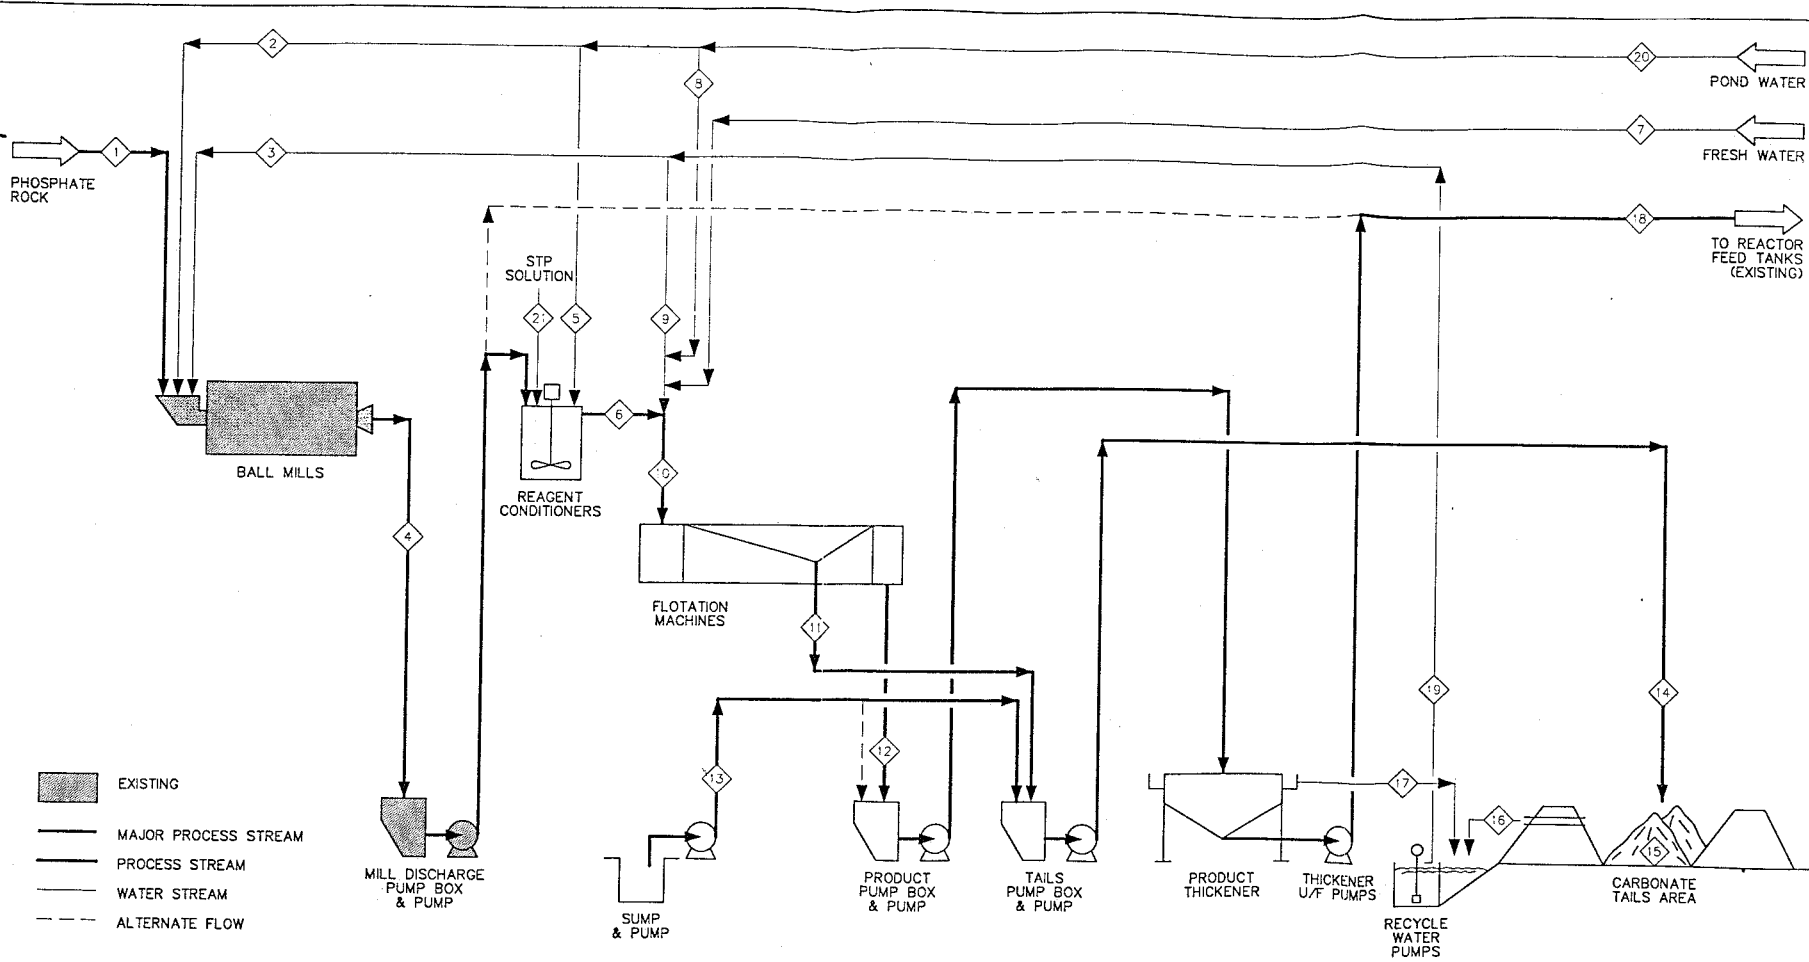 2
8
20
POND WATER
7
FRESH WATER
1
3
PHOSPHATE
ROCK
18
TO REACTOR
FEED TANKS
(EXISTING)
STP
SOLUTION
21
5
9
6
10
BALL MILLS
REAGENT
CONDITIONERS
4
FLOTATION
MACHINES
11
12
13
19
14
17
16
15
EXISTING
MAJOR PROCESS STREAM
PROCESS STREAM
WATER STREAM
ALTERNATE FLOW
MILL DISCHARGE
PUMP BOX
& PUMP
SUMP
& PUMP
PRODUCT
PUMP BOX
& PUMP
TAILS
PUMP BOX
& PUMP
PRODUCT
THICKENER
THICKENER
U/F PUMPS
RECYCLE
WATER
PUMPS
CARBONATE
TAILS AREA